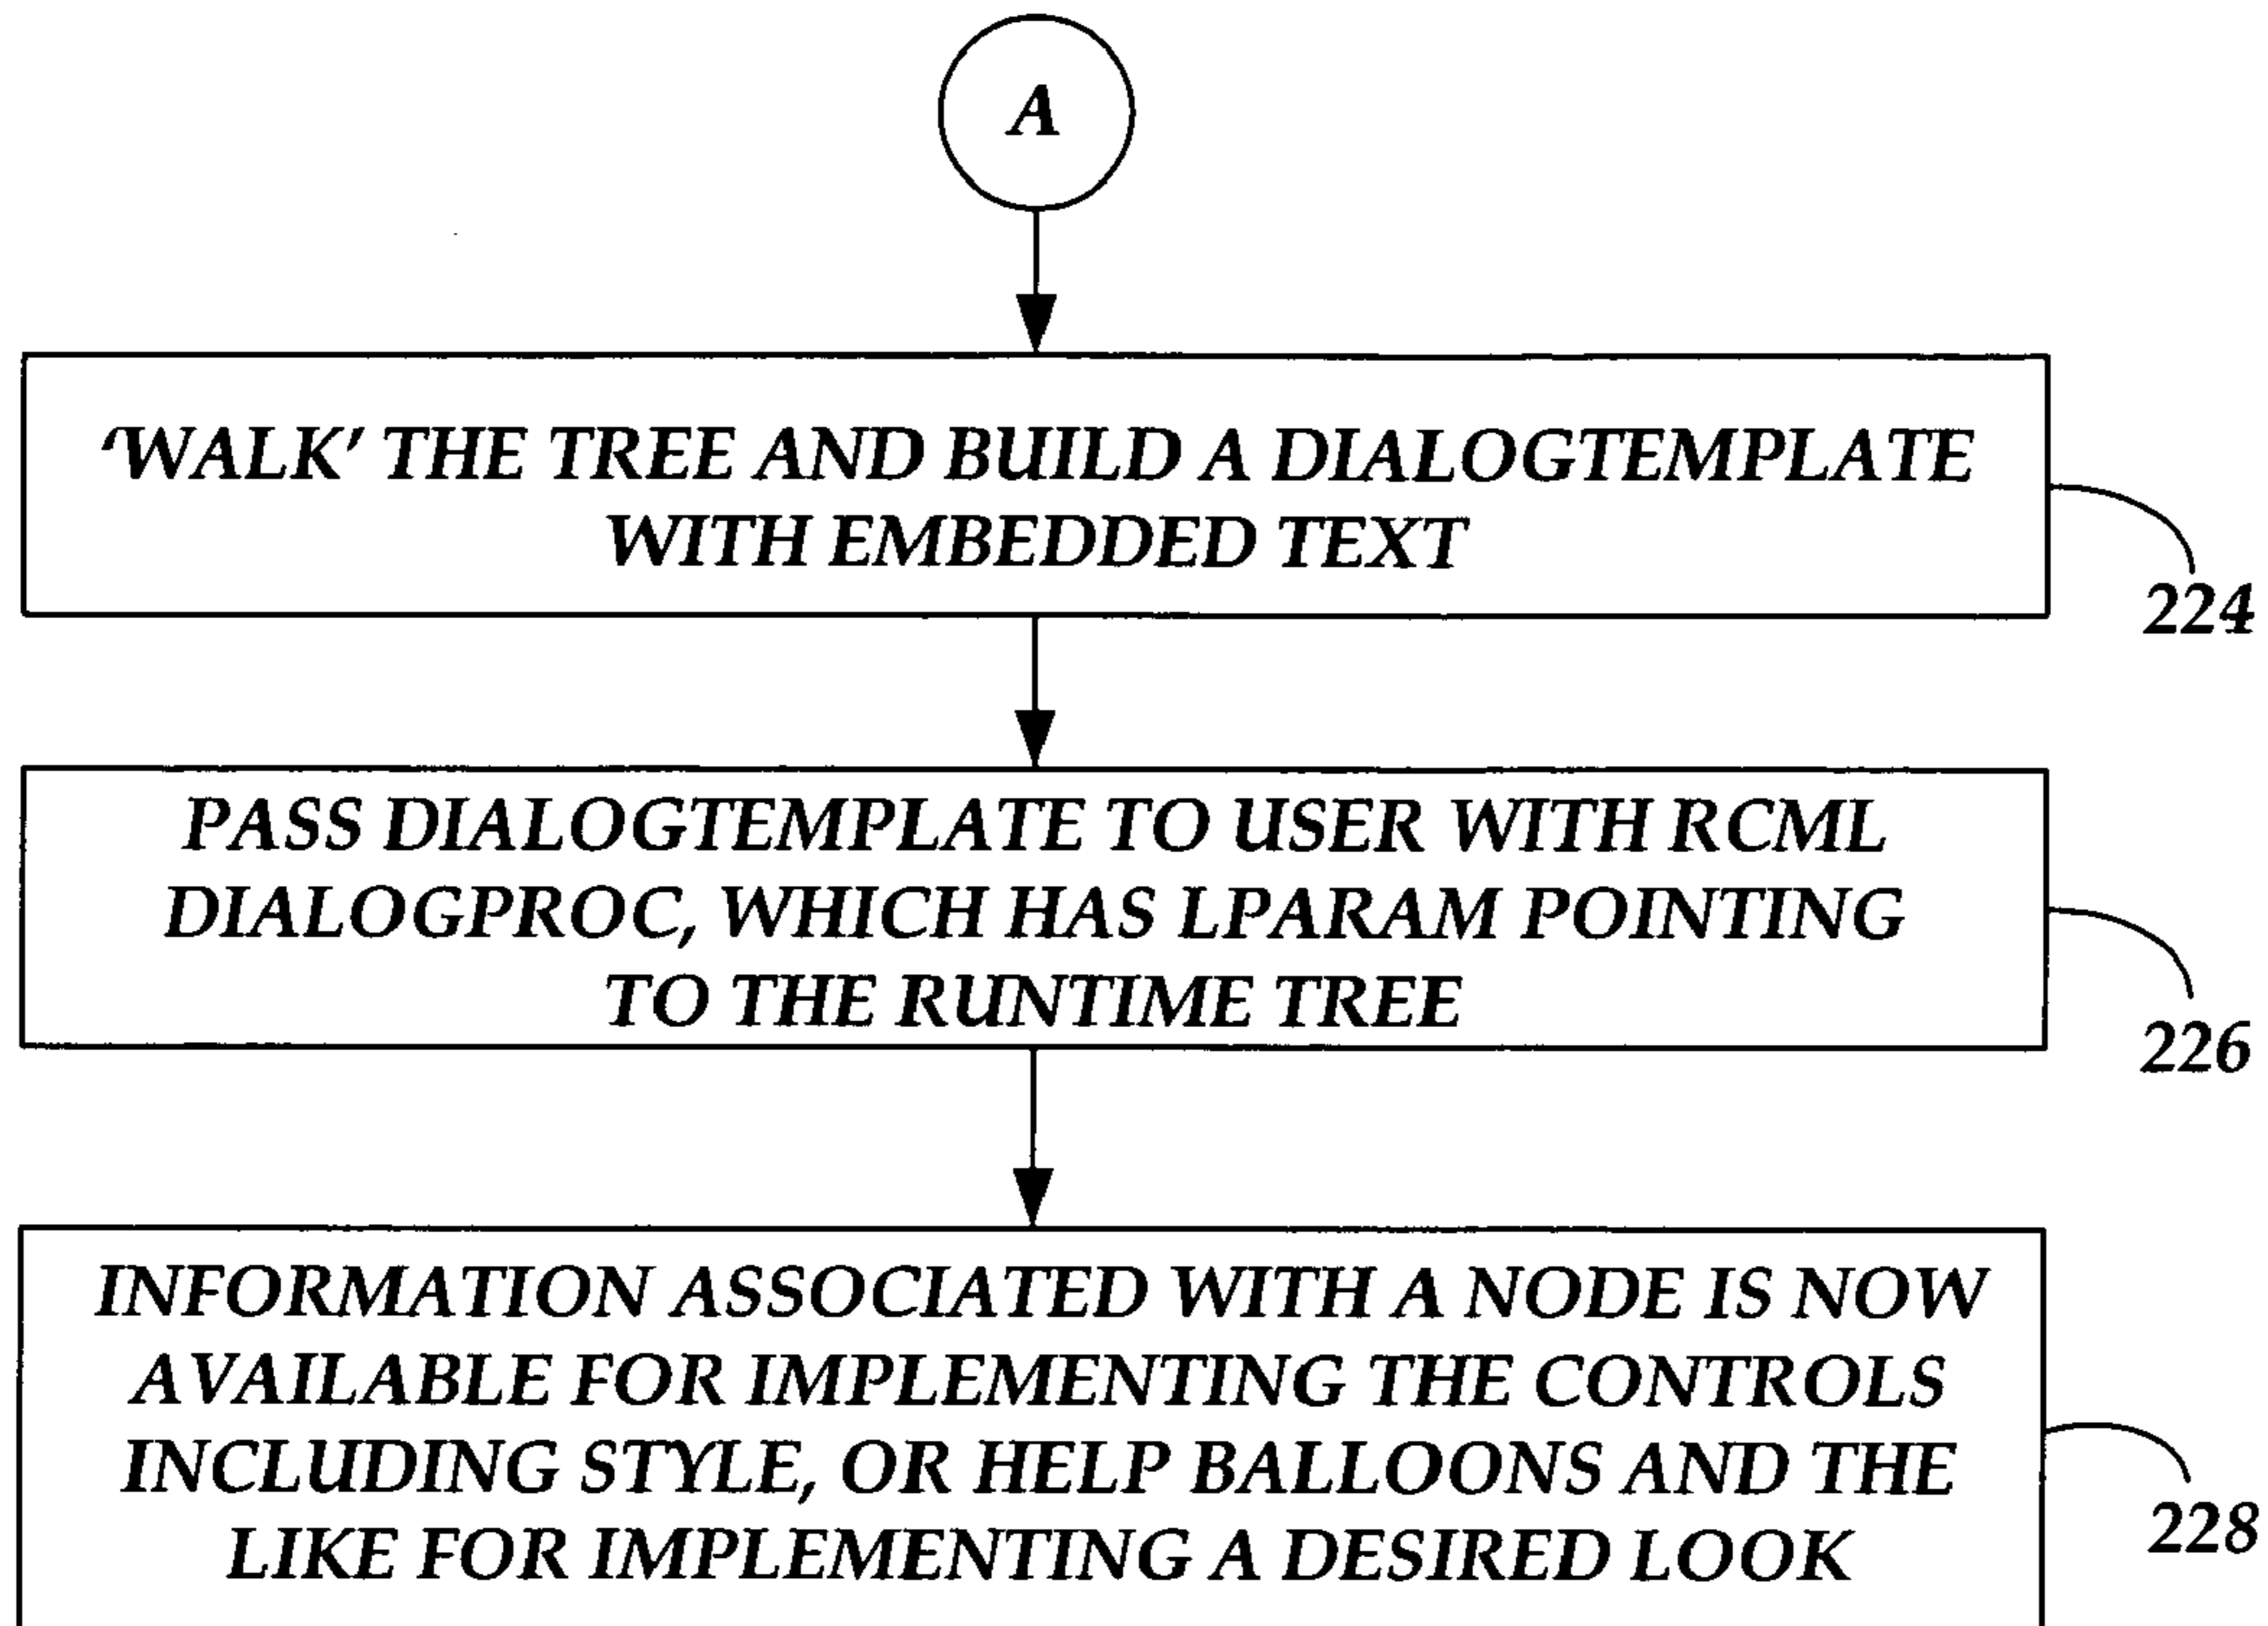 A
'WALK' THE TREE AND BUILD A DIALOGTEMPLATE
WITH EMBEDDED TEXT
224
PASS DIALOGTEMPLATE TO USER WITH RCML
DIALOGPROC, WHICH HAS LPARAM POINTING
TO THE RUNTIME TREE
226
INFORMATION ASSOCIATED WITH A NODE IS NOW
AVAILABLE FOR IMPLEMENTING THE CONTROLS
INCLUDING STYLE, OR HELP BALLOONS AND THE
LIKE FOR IMPLEMENTING A DESIRED LOOK
228